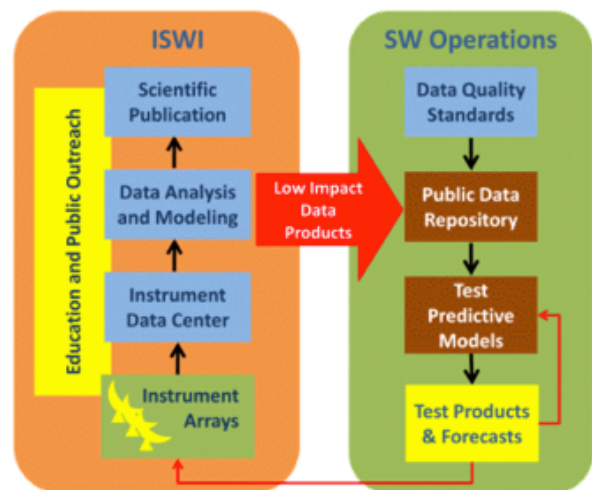 ISWI
Scientific
Publication
Data Analysis
and Modeling
Instrument
Data Center
Instrument
Arrays
Education and Public Outreach
Low Impact
Data
Products
SW Operations
Data Quality
Standards
Public Data
Repository
Test
Predictive
Models
Test Products
& Forecasts